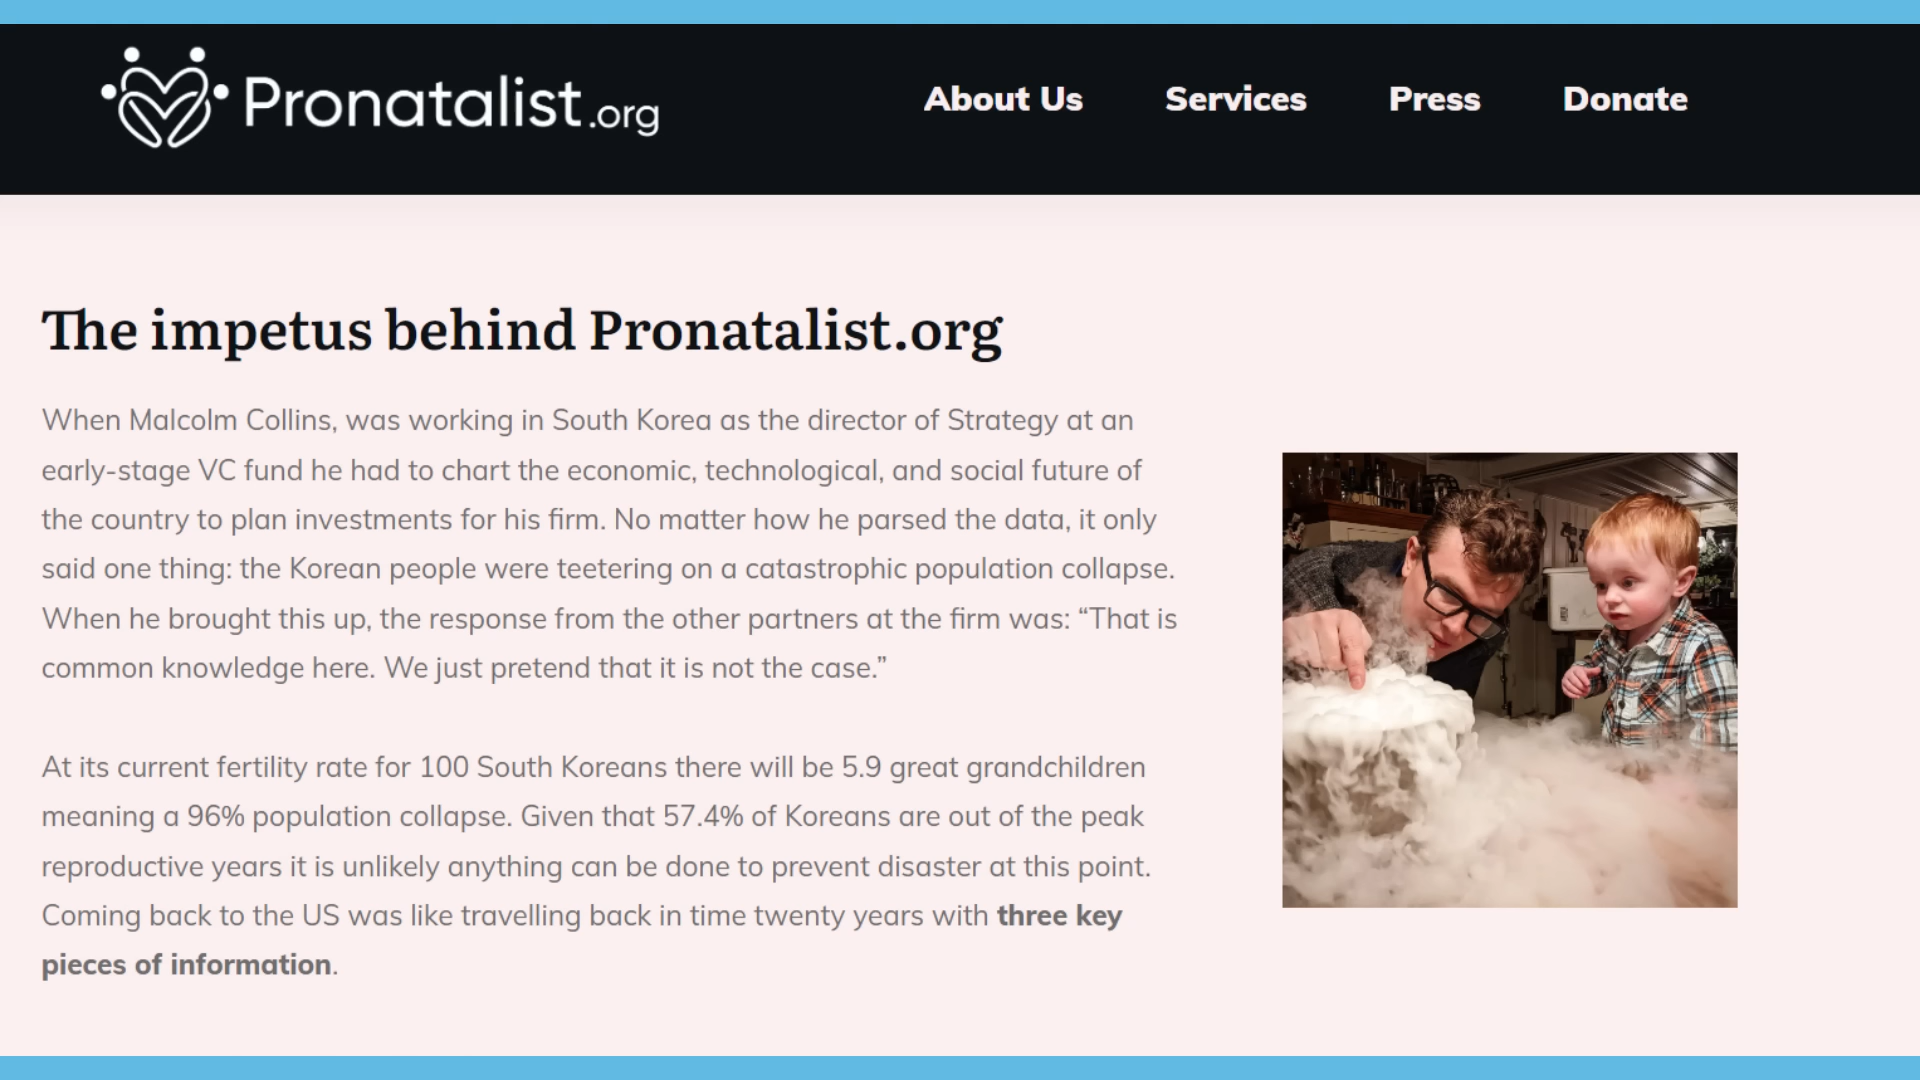 Pronatalist.org
About Us
Services
Press
Donate
The impetus behind Pronatalist.org
When Malcolm Collins, was working in South Korea as the director of Strategy at an
early-stage VC fund he had to chart the economic, technological, and social future of
the country to plan investments for his firm. No matter how he parsed the data, it only
said one thing: the Korean people were teetering on a catastrophic population collapse.
When he brought this up, the response from the other partners at the firm was: “That is
common knowledge here. We just pretend that it is not the case.”
At its current fertility rate for 100 South Koreans there will be 5.9 great grandchildren
meaning a 96% population collapse. Given that 57.4% of Koreans are out of the peak
reproductive years it is unlikely anything can be done to prevent disaster at this point.
Coming back to the US was like travelling back in time twenty years with three key
pieces of information.